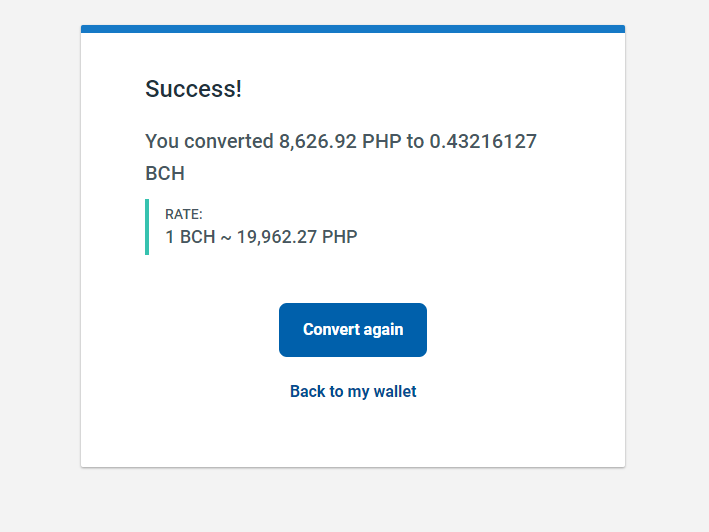 Success!
You converted 8,626.92 PHP to 0.43216127
BCH
RATE:
1 BCH ~ 19,962.27 PHP
Convert again
Back to my wallet